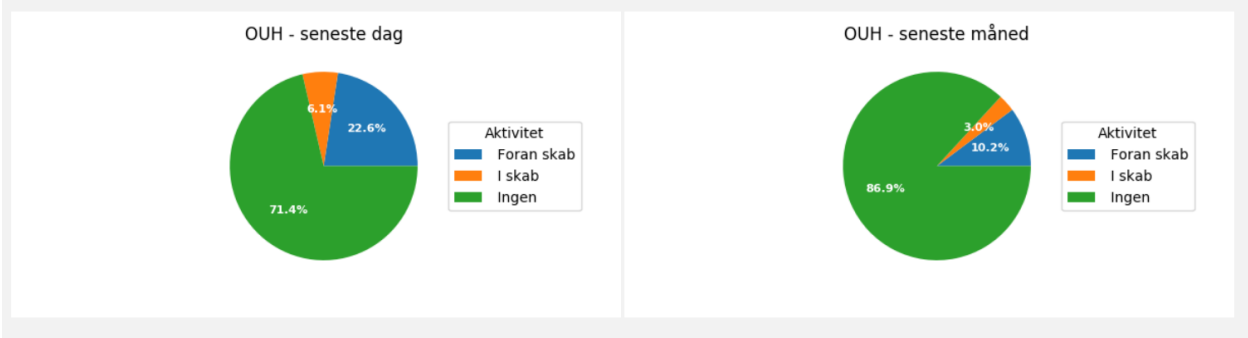 OUH - seneste dag
6.1%
22.6%
71.4%
Aktivitet
Foran skab
I skab
Ingen
OUH - seneste måned
3.0%
10.2%
86.9%
Aktivitet
Foran skab
I skab
Ingen